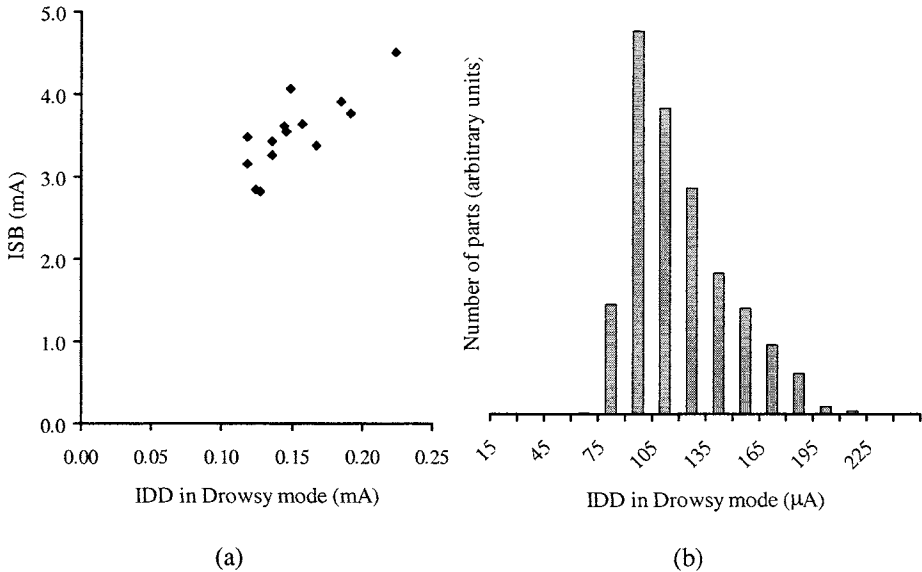 5.0
4.0
3.0
2.0
1.0
0.0
ISB (mA)
0.00 0.05 0.10 0.15 0.20 0.25
IDD in Drowsy mode (mA)
(a)
Number of parts (arbitrary units)
15 45 75 105 135 165 195 225
IDD in Drowsy mode (μA)
(b)